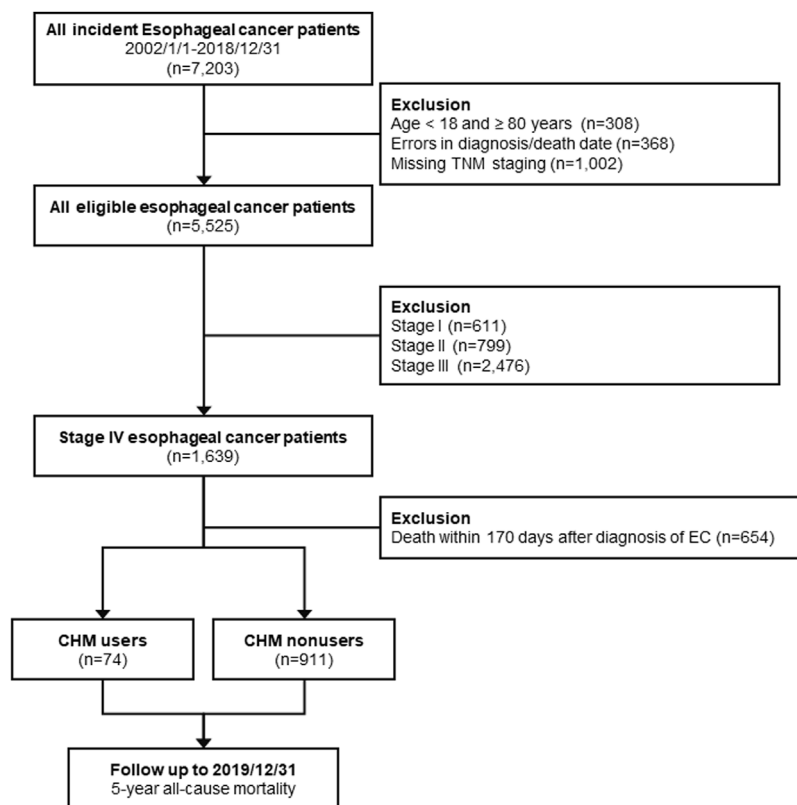 All incident Esophageal cancer patients
2002/1/1-2018/12/31
(n=7,203)
Exclusion
Age < 18 and ≥ 80 years (n=308)
Errors in diagnosis/death date (n=368)
Missing TNM staging (n=1,002)
All eligible esophageal cancer patients
(n=5,525)
Exclusion
Stage I (n=611)
Stage II (n=799)
Stage III (n=2,476)
Stage IV esophageal cancer patients
(n=1,639)
Exclusion
Death within 170 days after diagnosis of EC (n=654)
CHM users
(n=74)
CHM nonusers
(n=911)
Follow up to 2019/12/31
5-year all-cause mortality